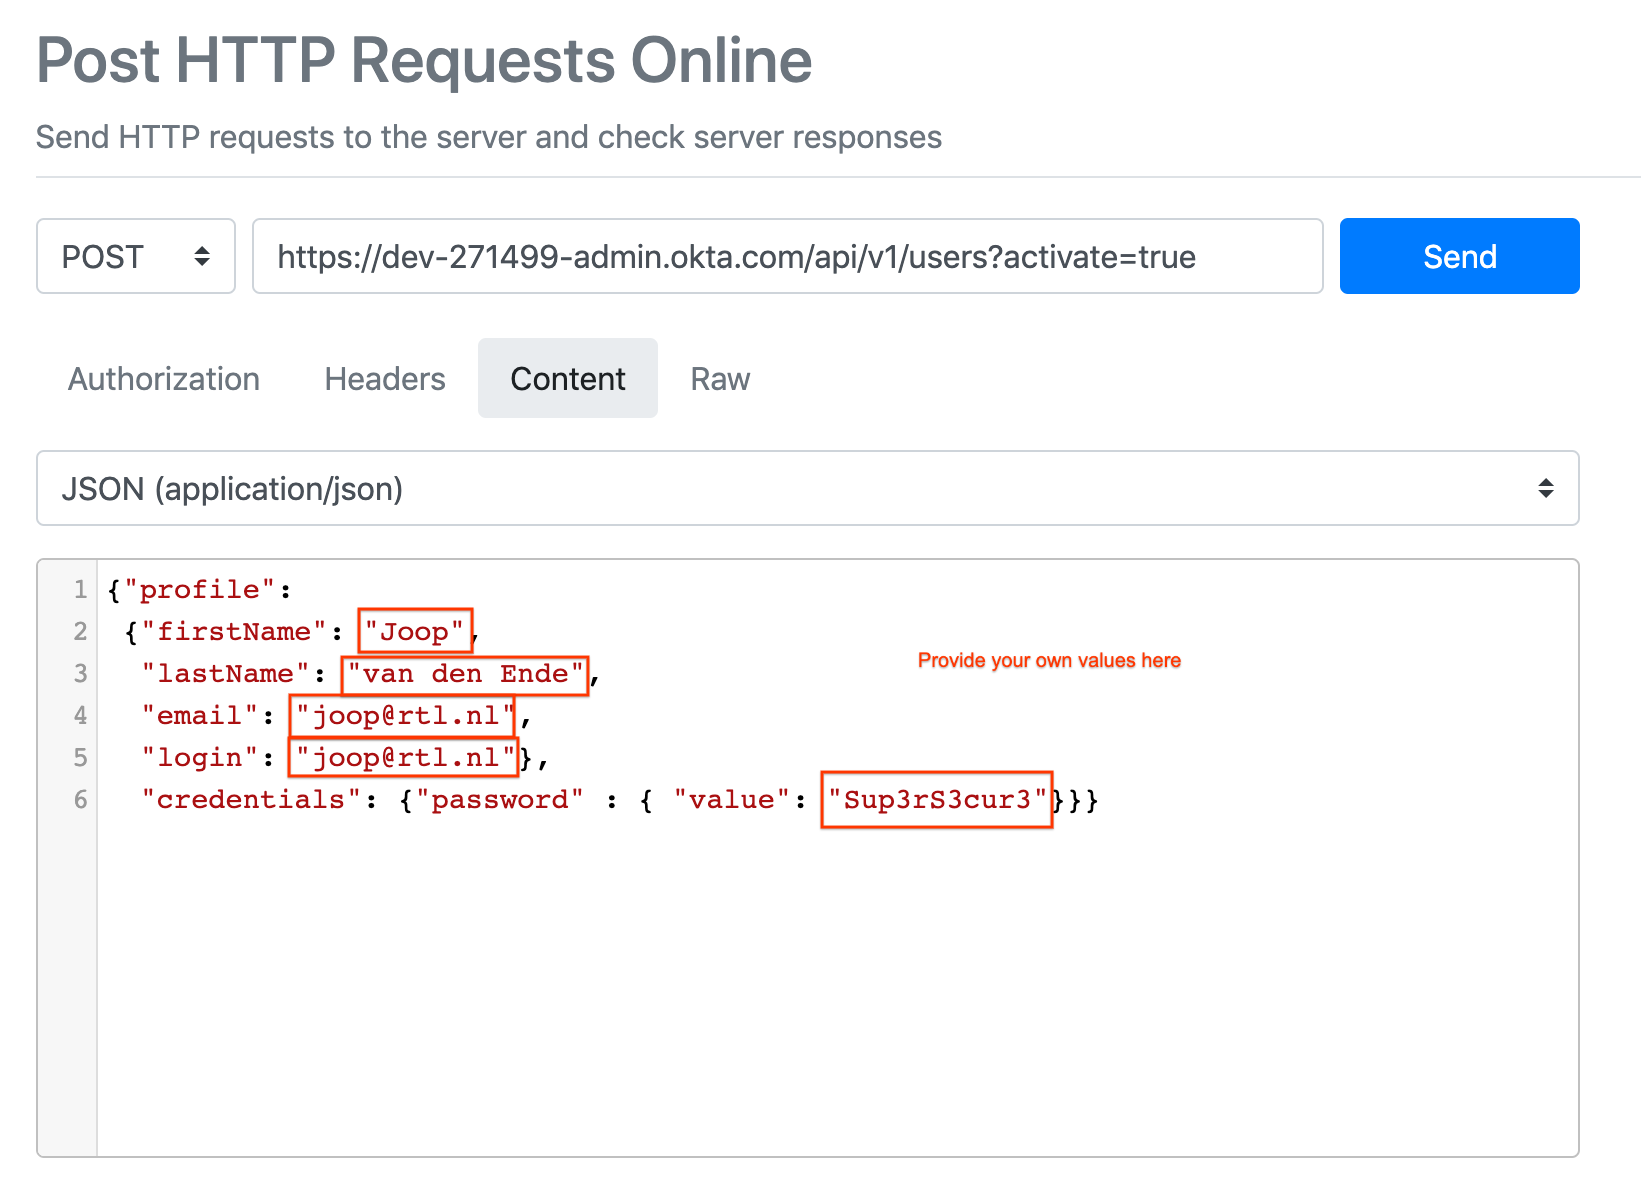 Post HTTP Requests Online
Send HTTP requests to the server and check server responses
POST https://dev-271499-admin.okta.com/api/v1/users?activate=true Send
Authorization Headers Content Raw
JSON (application/json)
1 {"profile":
2 {"firstName": "Joop",
Provide your own values here
3 "lastName": "van den Ende",
4 "email": "joop@rtl.nl",
5 "login": "joop@rtl.nl"},
6 "credentials": {"password" : { "value": "Sup3rS3cur3"}}}